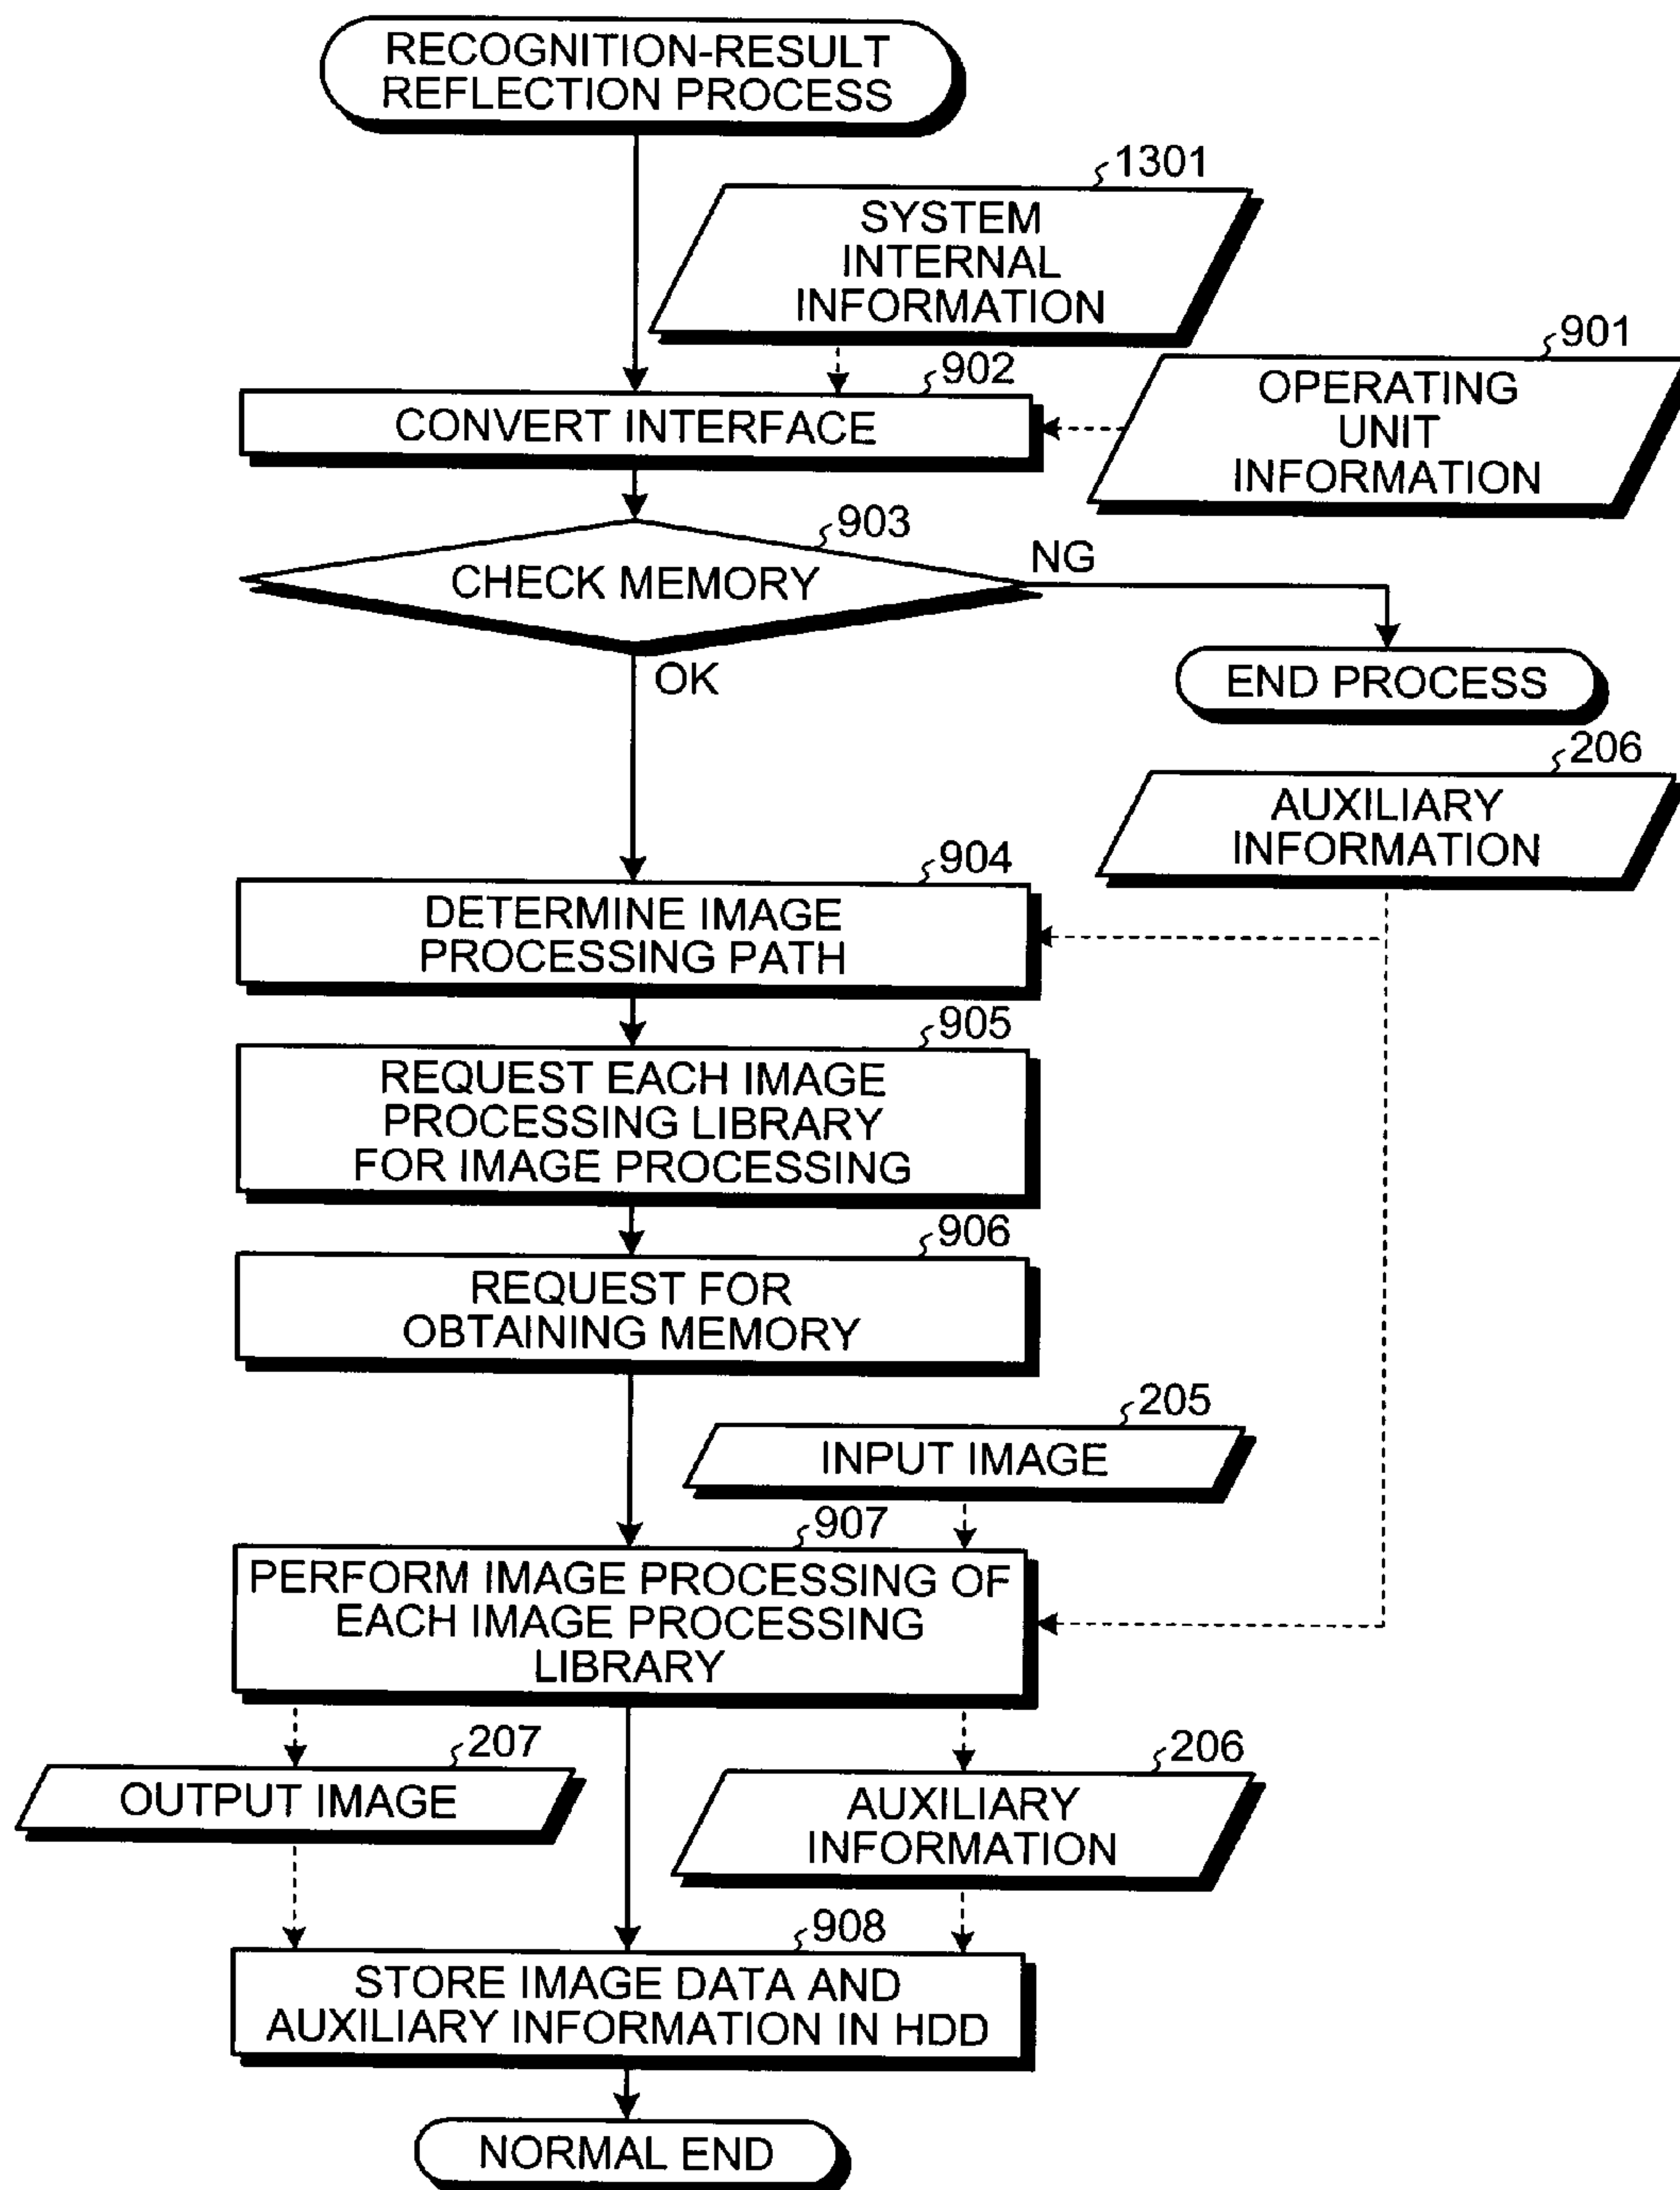 RECOGNITION-RESULT
REFLECTION PROCESS
1301
SYSTEM
INTERNAL
INFORMATION
901
OPERATING
UNIT
INFORMATION
902
CONVERT INTERFACE
903
CHECK MEMORY
NG
OK
END PROCESS
206
AUXILIARY
INFORMATION
904
DETERMINE IMAGE
PROCESSING PATH
905
REQUEST EACH IMAGE
PROCESSING LIBRARY
FOR IMAGE PROCESSING
906
REQUEST FOR
OBTAINING MEMORY
205
INPUT IMAGE
907
PERFORM IMAGE PROCESSING OF
EACH IMAGE PROCESSING
LIBRARY
207
OUTPUT IMAGE
206
AUXILIARY
INFORMATION
908
STORE IMAGE DATA AND
AUXILIARY INFORMATION IN HDD
NORMAL END